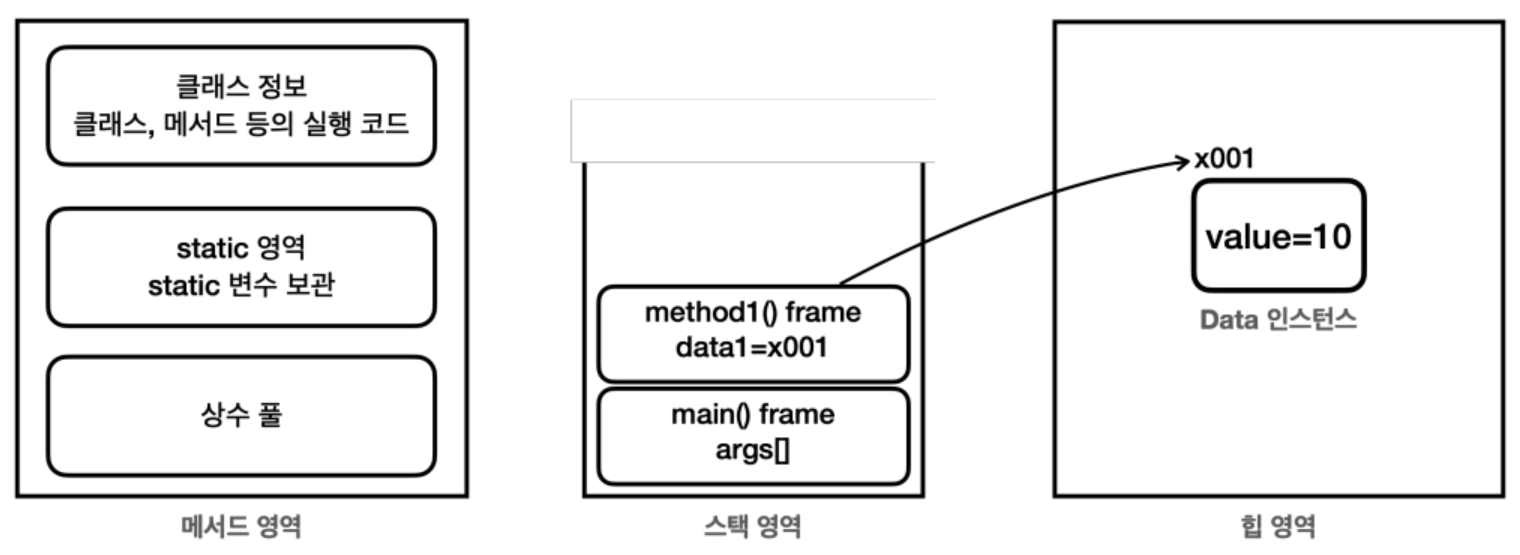 클래스 정보
클래스, 메서드 등의 실행 코드
static 영역
static 변수 보관
상수 풀
메서드 영역
method1() frame
data1=x001
main() frame
args[]
스택 영역
x001
value=10
Data 인스턴스
힙 영역